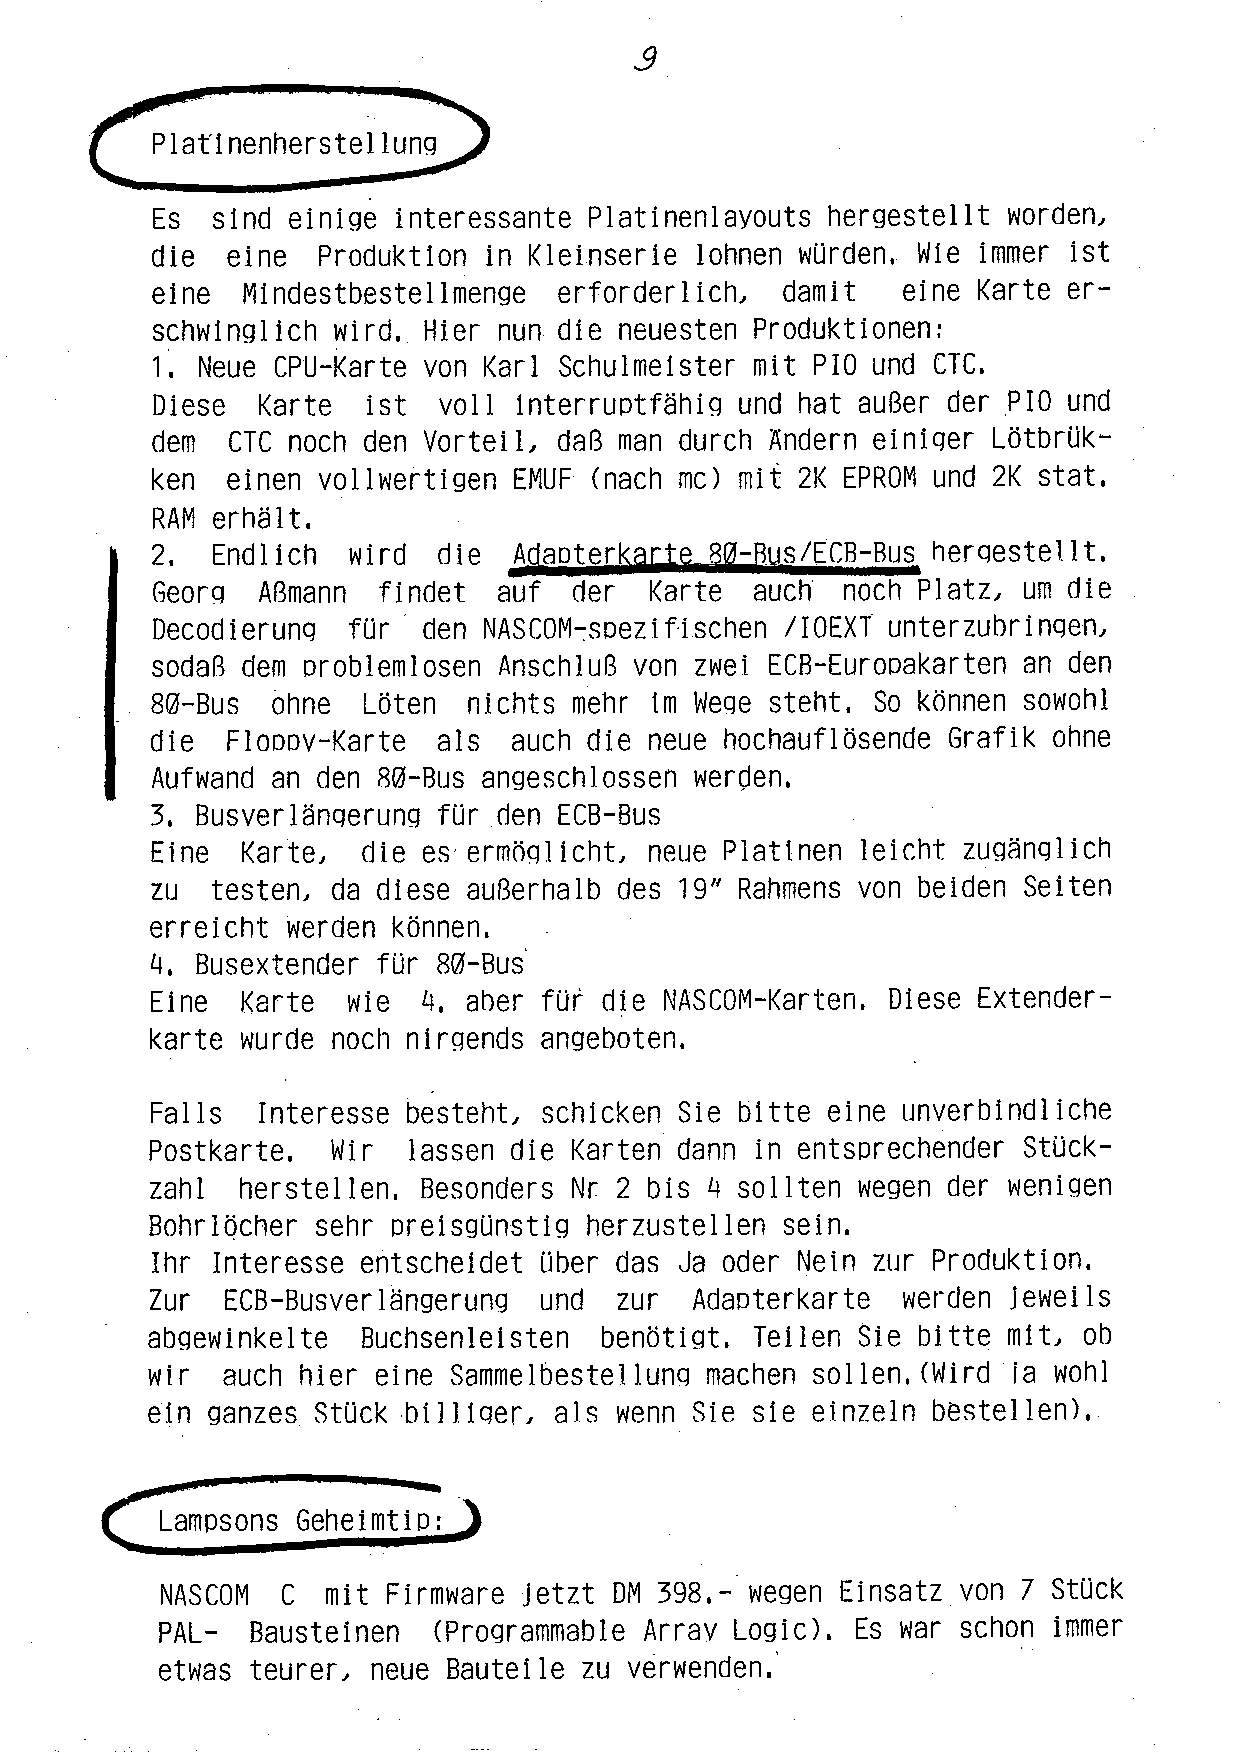 9
Platinenherstellung
Es sind einige interessante Platinenlayouts hergestellt worden,
die eine Produktion in Kleinserie lohnen würden. Wie immer ist
eine Mindestbestellmenge erforderlich, damit eine Karte er-
schwinglich wird. Hier nun die neuesten Produktionen:
1. Neue CPU-Karte von Karl Schulmeister mit PIO und CTC.
Diese Karte ist voll interruptfähig und hat außer der PIO und
dem CTC noch den Vorteil, daß man durch Ändern einiger Lötbrük-
ken einen vollwertigen EMUF (nach mc) mit 2K EPROM und 2K stat.
RAM erhält.
2. Endlich wird die Adapterkarte 8Ø-Bus/ECB-Bus hergestellt.
Georg Aßmann findet auf der Karte auch noch Platz, um die
Decodierung für den NASCOM-spezifischen /IOEXT unterzubringen,
sodaß dem problemlosen Anschluß von zwei ECB-Europakarten an den
8Ø-Bus ohne Löten nichts mehr im Wege steht. So können sowohl
die Floppy-Karte als auch die neue hochauflösende Grafik ohne
Aufwand an den 8Ø-Bus angeschlossen werden.
3. Busverlängerung für den ECB-Bus
Eine Karte, die es ermöglicht, neue Platinen leicht zugänglich
zu testen, da diese außerhalb des 19" Rahmens von beiden Seiten
erreicht werden können.
4. Busextender für 8Ø-Bus
Eine Karte wie 4. aber für die NASCOM-Karten. Diese Extender-
karte wurde noch nirgends angeboten.
Falls Interesse besteht, schicken Sie bitte eine unverbindliche
Postkarte. Wir lassen die Karten dann in entsprechender Stück-
zahl herstellen. Besonders Nr 2 bis 4 sollten wegen der wenigen
Bohrlöcher sehr preisgünstig herzustellen sein.
Ihr Interesse entscheidet über das Ja oder Nein zur Produktion.
Zur ECB-Busverlängerung und zur Adapterkarte werden jeweils
abgewinkelte Buchsenleisten benötigt. Teilen Sie bitte mit, ob
wir auch hier eine Sammelbestellung machen sollen.(Wird ja wohl
ein ganzes Stück billiger, als wenn Sie sie einzeln bestellen).
Lampsons Geheimtip:
NASCOM C mit Firmware jetzt DM 398.- wegen Einsatz von 7 Stück
PAL- Bausteinen (Programmable Array Logic). Es war schon immer
etwas teurer, neue Bauteile zu verwenden.